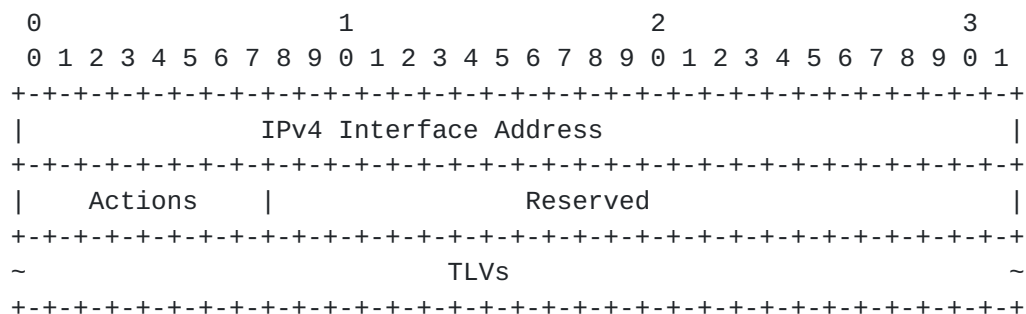 0                   1                   2                   3
 0 1 2 3 4 5 6 7 8 9 0 1 2 3 4 5 6 7 8 9 0 1 2 3 4 5 6 7 8 9 0 1
+-+-+-+-+-+-+-+-+-+-+-+-+-+-+-+-+-+-+-+-+-+-+-+-+-+-+-+-+-+-+-+-+
|               IPv4 Interface Address                          |
+-+-+-+-+-+-+-+-+-+-+-+-+-+-+-+-+-+-+-+-+-+-+-+-+-+-+-+-+-+-+-+-+
|    Actions    |                Reserved                       |
+-+-+-+-+-+-+-+-+-+-+-+-+-+-+-+-+-+-+-+-+-+-+-+-+-+-+-+-+-+-+-+-+
~                           TLVs                                ~
+-+-+-+-+-+-+-+-+-+-+-+-+-+-+-+-+-+-+-+-+-+-+-+-+-+-+-+-+-+-+-+-+